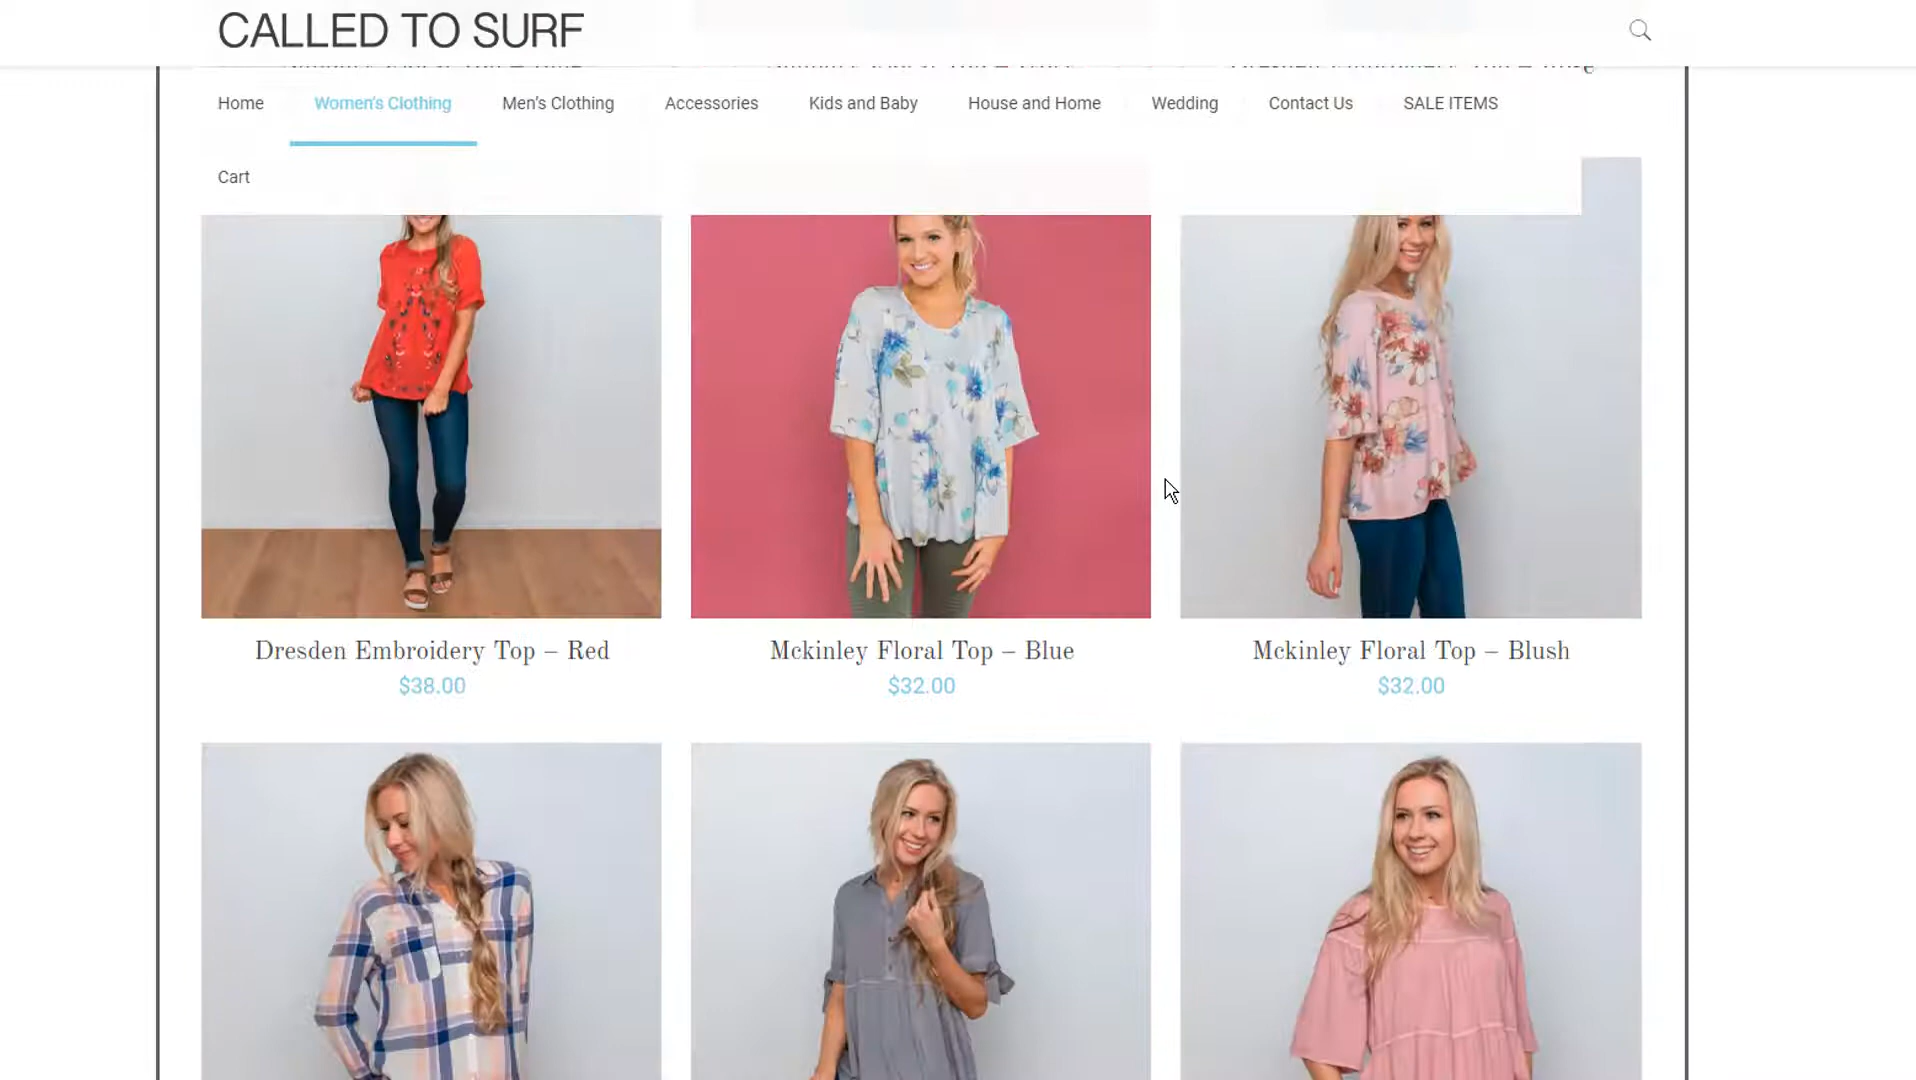 CALLED TO SURF
Home Women's Clothing Men's Clothing Accessories Kids and Baby House and Home Wedding Contact Us SALE ITEMS
Cart
Dresden Embroidery Top – Red
$38.00
Mckinley Floral Top – Blue
$32.00
Mckinley Floral Top – Blush
$32.00